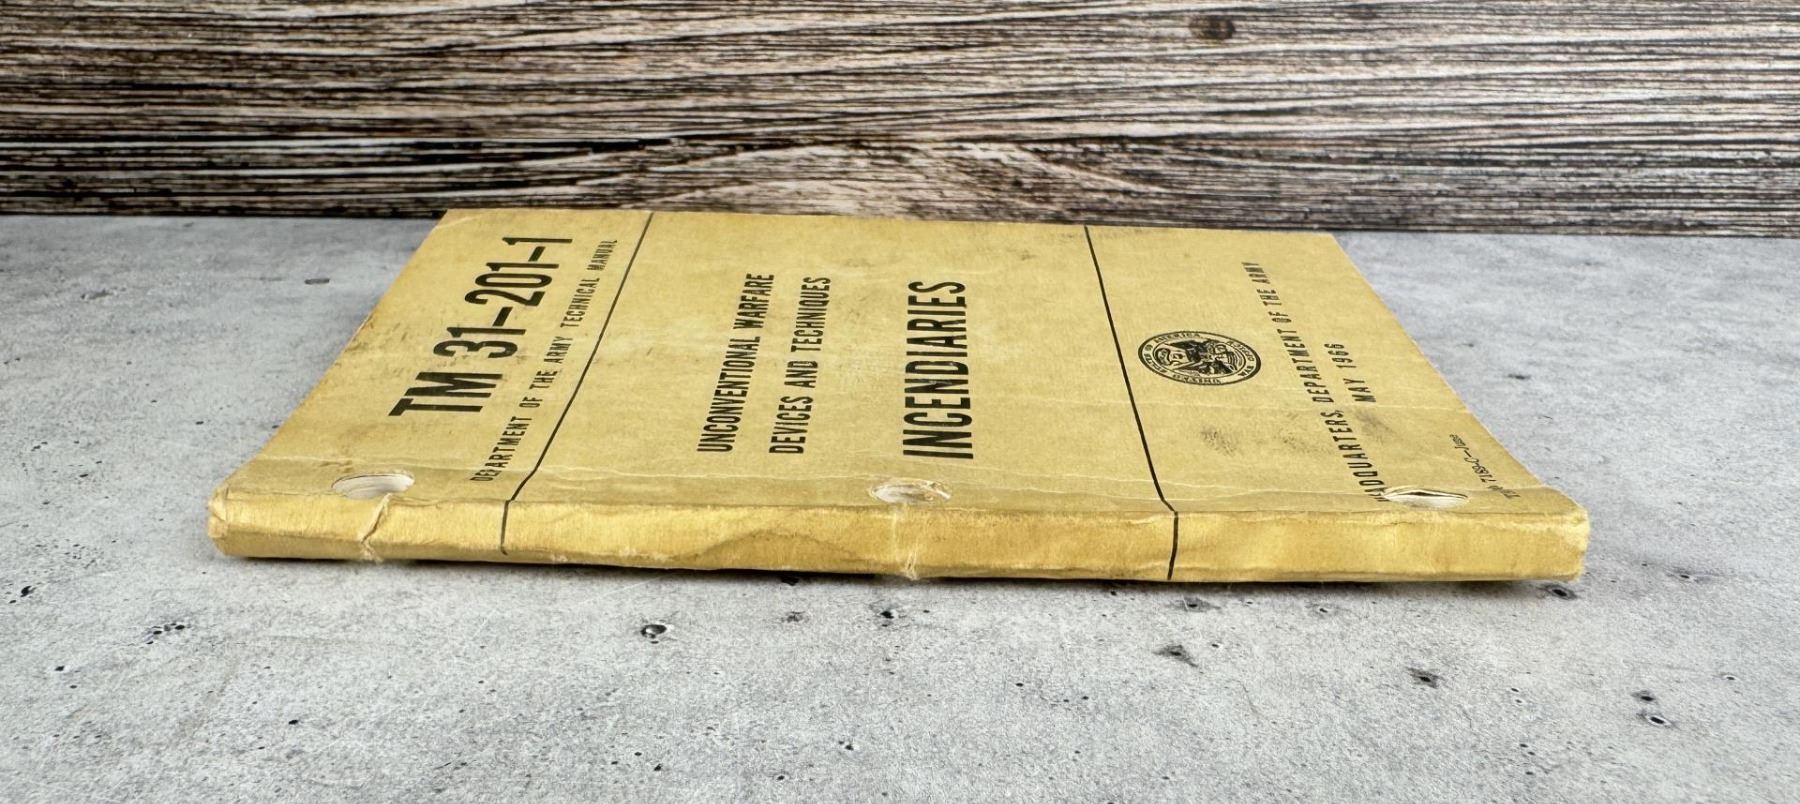 TM 31-201-1
DEPARTMENT OF THE ARMY TECHNICAL MANUAL
UNCONVENTIONAL WARFARE
DEVICES AND TECHNIQUES
INCENDIARIES
DEPARTMENT OF THE ARMY
MAY 1966